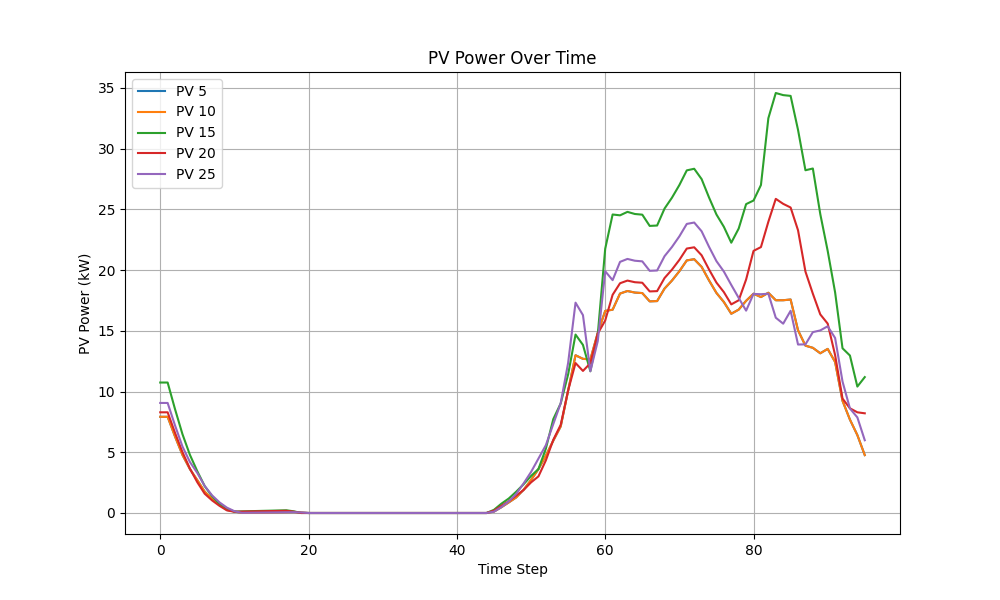 PV Power Over Time
PV Power (kW)
35
30
25
20
15
10
5
0
PV 5
PV 10
PV 15
PV 20
PV 25
0 20 40 60 80
Time Step